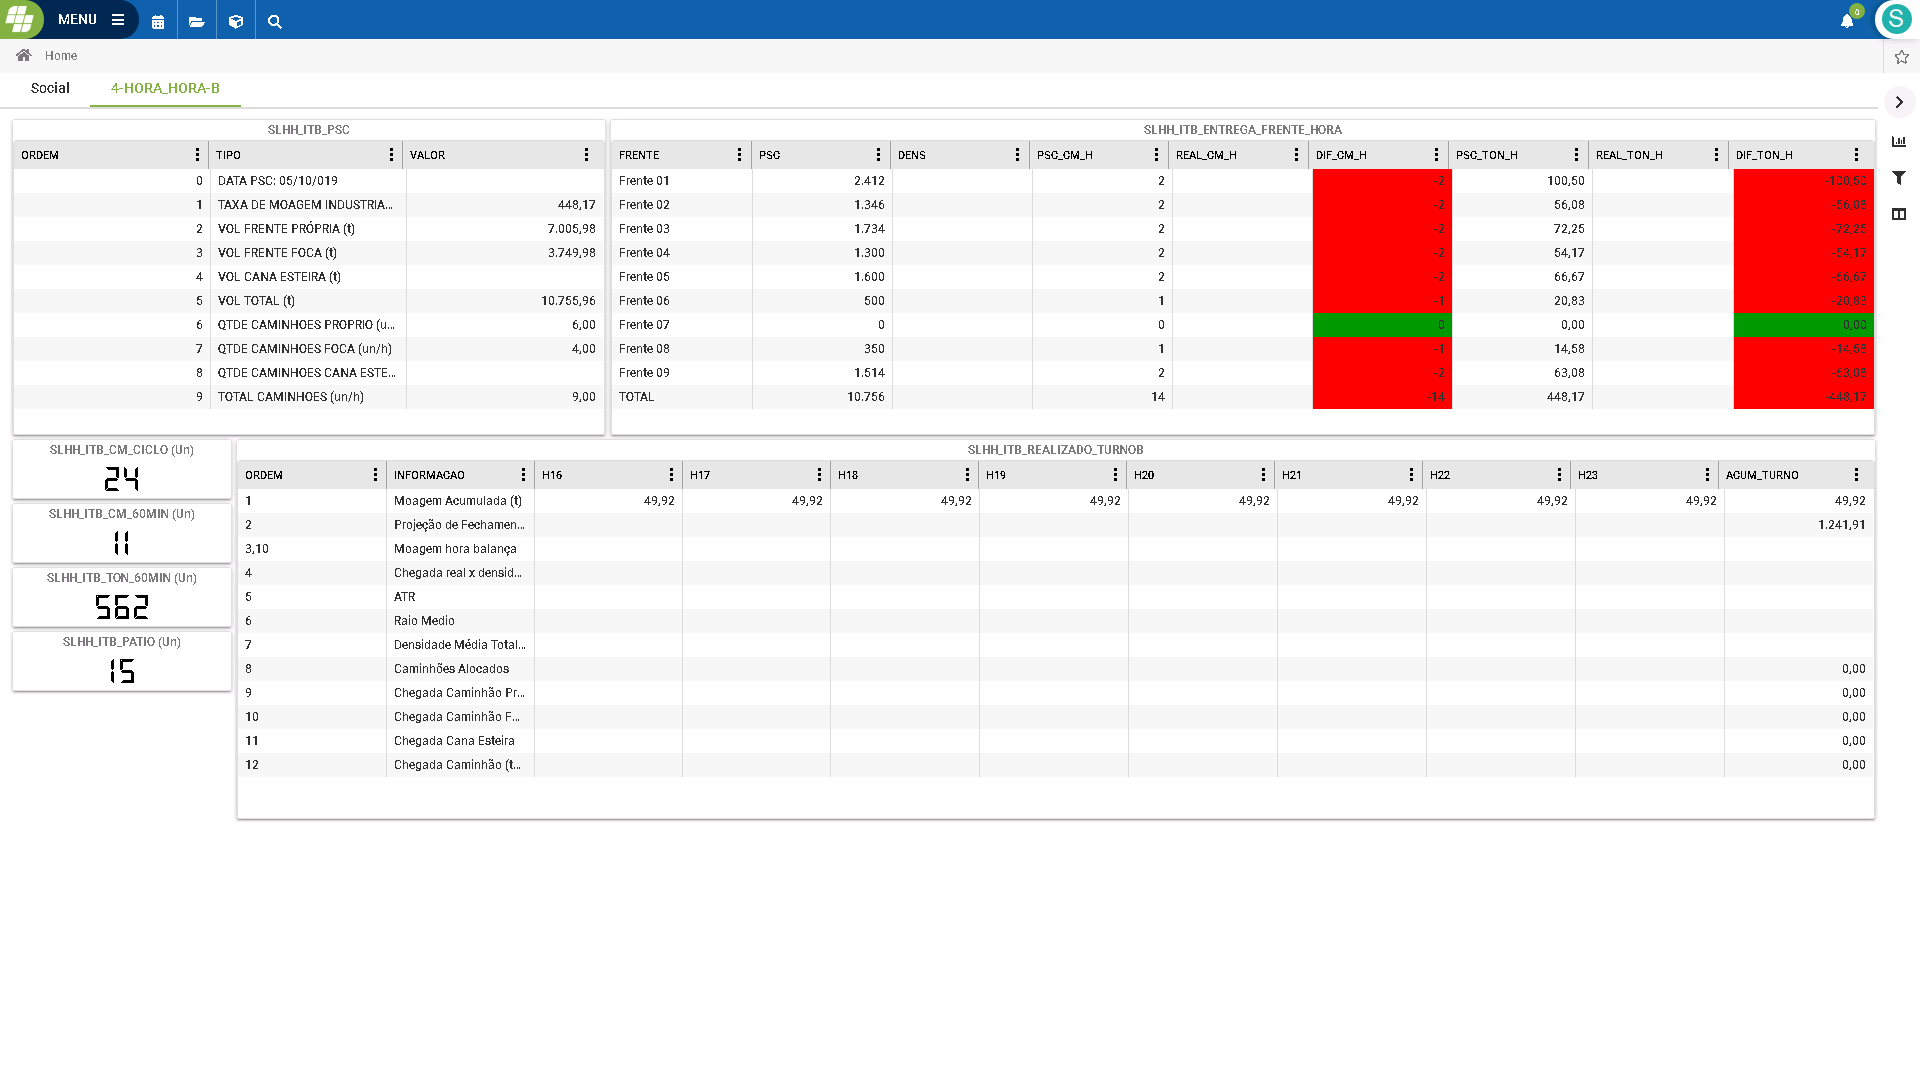 MENU
0
S
Home
Social 4-HORA_HORA-B
SLHH_ITB_PSC
ORDEM TIPO VALOR
0 DATA PSC: 05/10/019
1 TAXA DE MOAGEM INDUSTRIA... 448,17
2 VOL FRENTE PRÓPRIA (t) 7.005,98
3 VOL FRENTE FOCA (t) 3.749,98
4 VOL CANA ESTEIRA (t)
5 VOL TOTAL (t) 10.755,96
6 QTDE CAMINHOES PROPRIO (u... 6,00
7 QTDE CAMINHOES FOCA (un/h) 4,00
8 QTDE CAMINHOES CANA ESTE...
9 TOTAL CAMINHOES (un/h) 9,00
SLHH_ITB_ENTREGA_FRENTE_HORA
FRENTE PSC DENS PSC_CM_H REAL_CM_H DIF_CM_H PSC_TON_H REAL_TON_H DIF_TON_H
Frente 01 2.412 2 -2 100,50 -100,50
Frente 02 1.346 2 -2 56,08 -56,08
Frente 03 1.734 2 -2 72,25 -72,25
Frente 04 1.300 2 -2 54,17 -54,17
Frente 05 1.600 2 -2 66,67 -66,67
Frente 06 500 1 -1 20,83 -20,83
Frente 07 0 0 0 0,00 0,00
Frente 08 350 1 -1 14,58 -14,58
Frente 09 1.514 2 -2 63,08 -63,08
TOTAL 10.756 14 -14 448,17 -448,17
SLHH_ITB_CM_CICLO (Un)
24
SLHH_ITB_CM_60MIN (Un)
11
SLHH_ITB_TON_60MIN (Un)
562
SLHH_ITB_PATIO (Un)
15
SLHH_ITB_REALIZADO_TURNOB
ORDEM INFORMACAO H16 H17 H18 H19 H20 H21 H22 H23 ACUM_TURNO
1 Moagem Acumulada (t) 49,92 49,92 49,92 49,92 49,92 49,92 49,92 49,92 49,92
2 Projeção de Fechamen... 1.241,91
3,10 Moagem hora balança
4 Chegada real x densid...
5 ATR
6 Raio Medio
7 Densidade Média Total...
8 Caminhões Alocados 0,00
9 Chegada Caminhão Pr... 0,00
10 Chegada Caminhão F... 0,00
11 Chegada Cana Esteira 0,00
12 Chegada Caminhão (t... 0,00